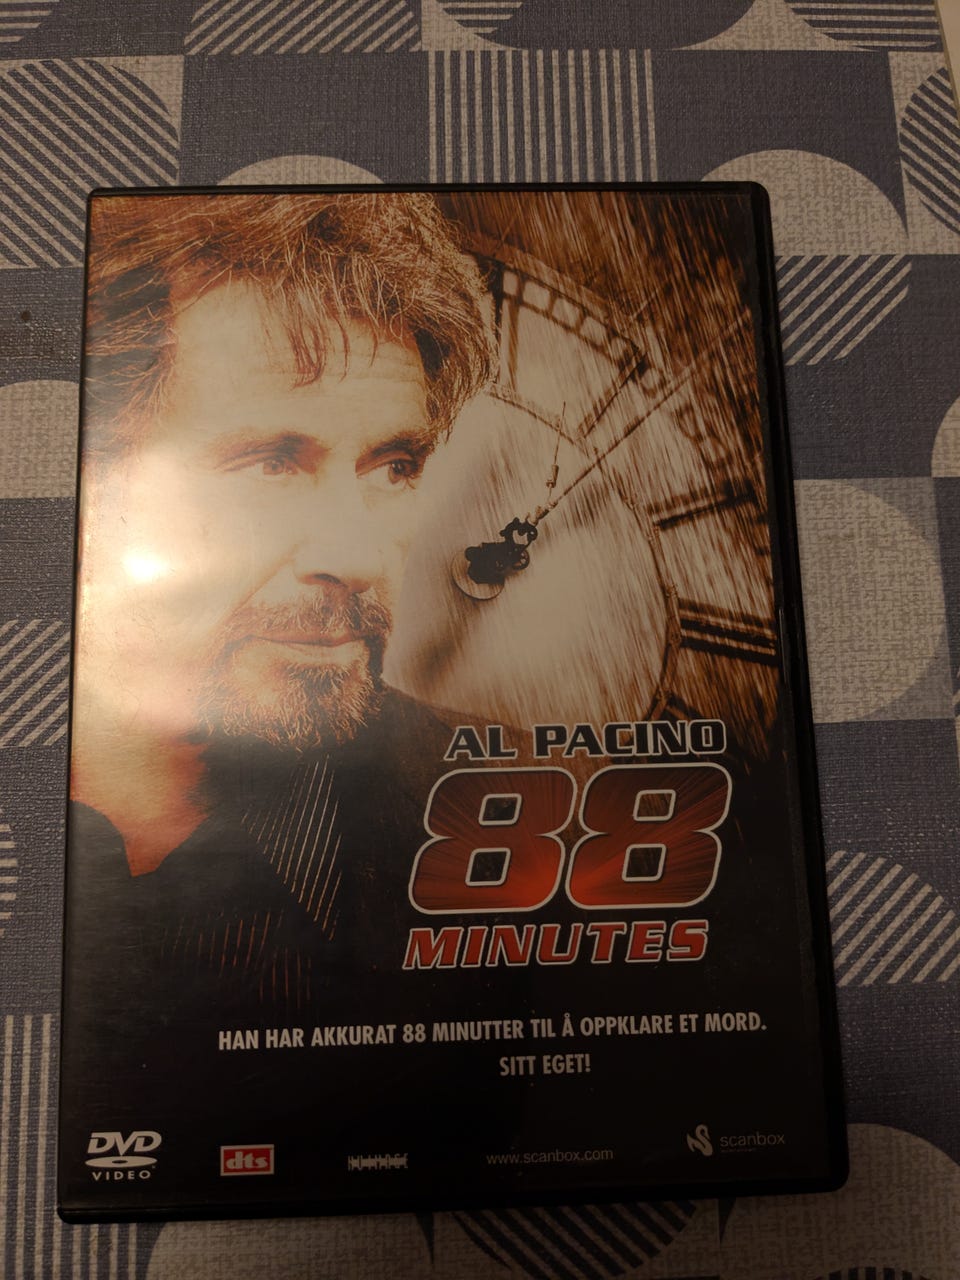 AL PACINO
88
MINUTES
HAN HAR AKKURAT 88 MINUTTER TIL Å OPPKLARE ET MORD.
SITT EGET!
DVD
VIDEO
dts
www.scanbox.com
scanbox